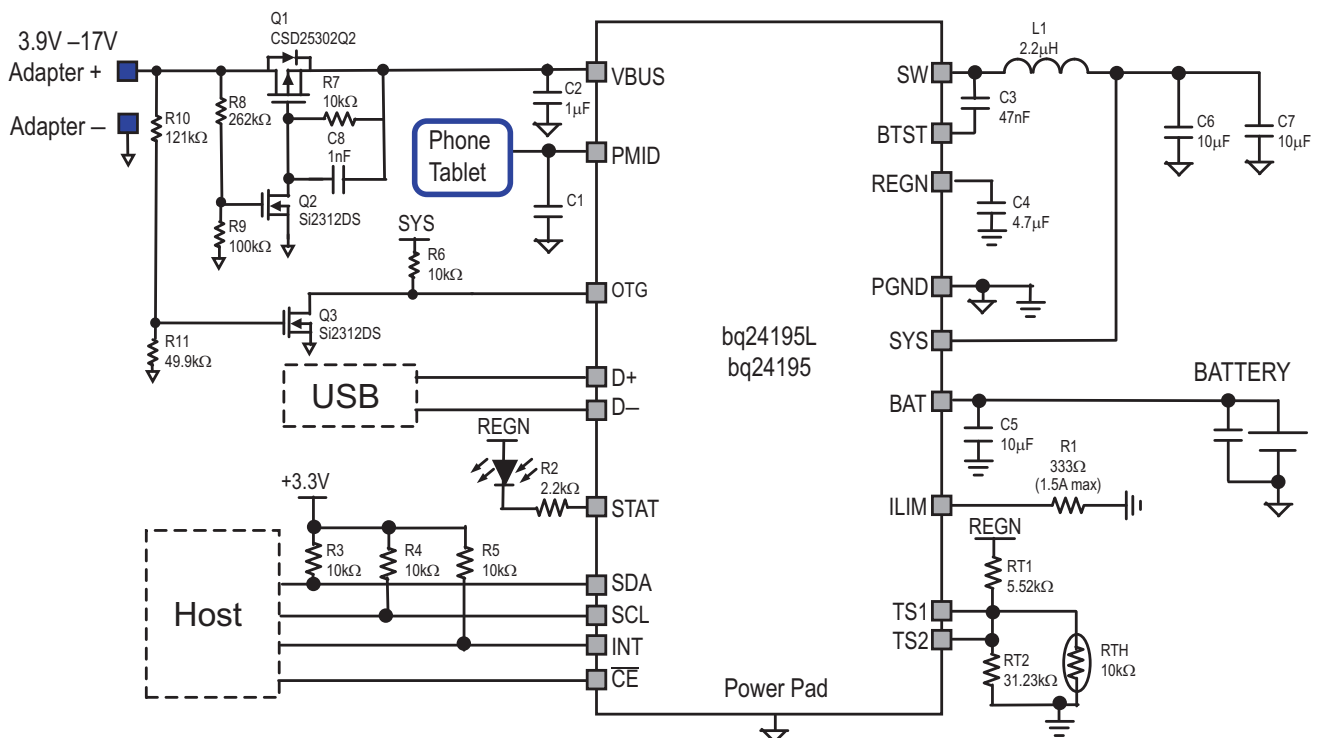 3.9V –17V
Adapter +
Adapter –
Q1
CSD25302Q2
R10
121kΩ
R8
262kΩ
R7
10kΩ
C8
1nF
C2
1μF
Phone
Tablet
C1
Q2
Si2312DS
R9
100kΩ
SYS
R6
10kΩ
Q3
Si2312DS
R11
49.9kΩ
USB
REGN
R2
2.2kΩ
+3.3V
R3
10kΩ
R4
10kΩ
R5
10kΩ
Host
VBUS
PMID
OTG
D+
D–
STAT
SDA
SCL
INT
CE
bq24195L
bq24195
Power Pad
SW
BTST
REGN
PGND
SYS
BAT
ILIM
TS1
TS2
L1
2.2μH
C3
47nF
C6
10μF
C7
10μF
C4
4.7μF
BATTERY
C5
10μF
R1
333Ω
(1.5A max)
REGN
RT1
5.52kΩ
RT2
31.23kΩ
RTH
10kΩ